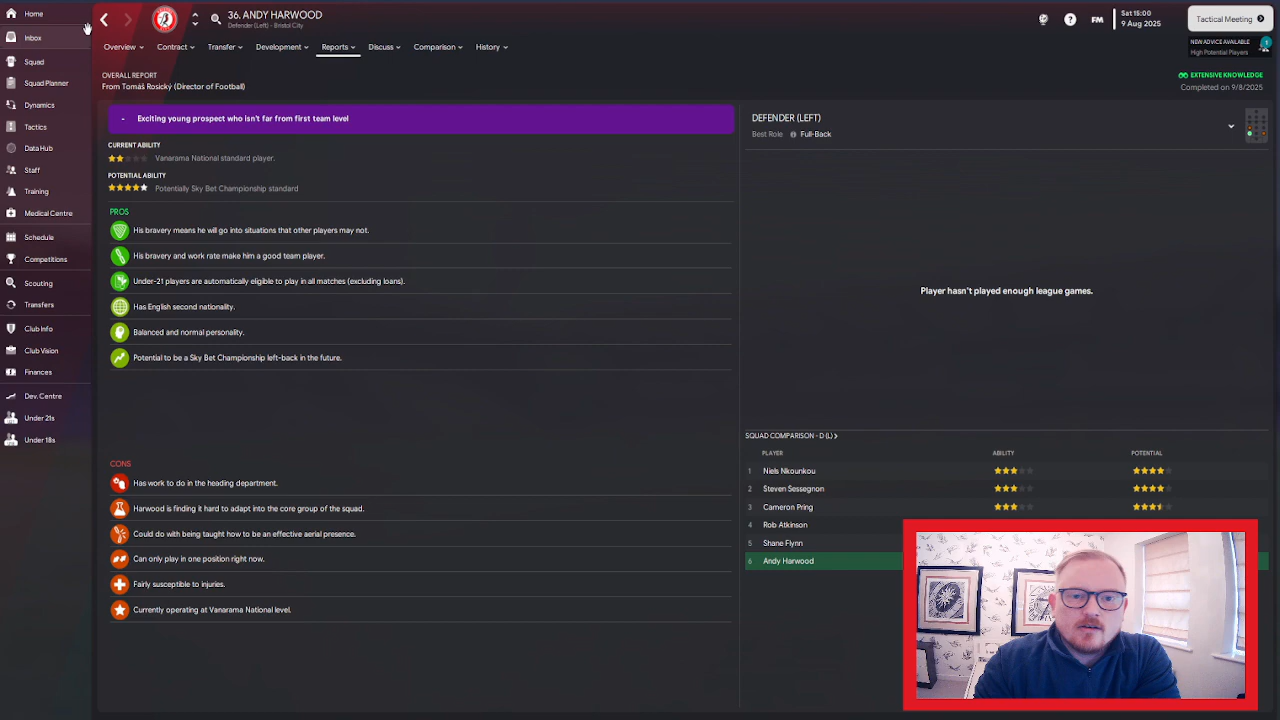 Home
Inbox
Squad
Squad Planner
Dynamics
Tactics
Data Hub
Staff
Training
Medical Centre
Schedule
Competitions
Scouting
Transfers
Club Info
Club Vision
Finances
Dev. Centre
Under 21s
Under 18s
36. ANDY HARWOOD
Defender (Left) - Bristol City
FM
Sat 15:00
9 Aug 2025
Tactical Meeting
NEW ADVICE AVAILABLE
High Potential Players
1
Overview
Contract
Transfer
Development
Reports
Discuss
Comparison
History
OVERALL REPORT
From Tomáš Rosický (Director of Football)
EXTENSIVE KNOWLEDGE
Completed on 9/8/2025
- Exciting young prospect who isn't far from first team level
CURRENT ABILITY
Vanarama National standard player.
POTENTIAL ABILITY
Potentially Sky Bet Championship standard
PROS
His bravery means he will go into situations that other players may not.
His bravery and work rate make him a good team player.
Under-21 players are automatically eligible to play in all matches (excluding loans).
Has English second nationality.
Balanced and normal personality.
Potential to be a Sky Bet Championship left-back in the future.
CONS
Has work to do in the heading department.
Harwood is finding it hard to adapt into the core group of the squad.
Could do with being taught how to be an effective aerial presence.
Can only play in one position right now.
Fairly susceptible to injuries.
Currently operating at Vanarama National level.
DEFENDER (LEFT)
Best Role Full-Back
Player hasn't played enough league games.
SQUAD COMPARISON - D (L)
PLAYER ABILITY POTENTIAL
1 Niels Nkounkou
2 Steven Sessegnon
3 Cameron Pring
4 Rob Atkinson
5 Shane Flynn
6 Andy Harwood